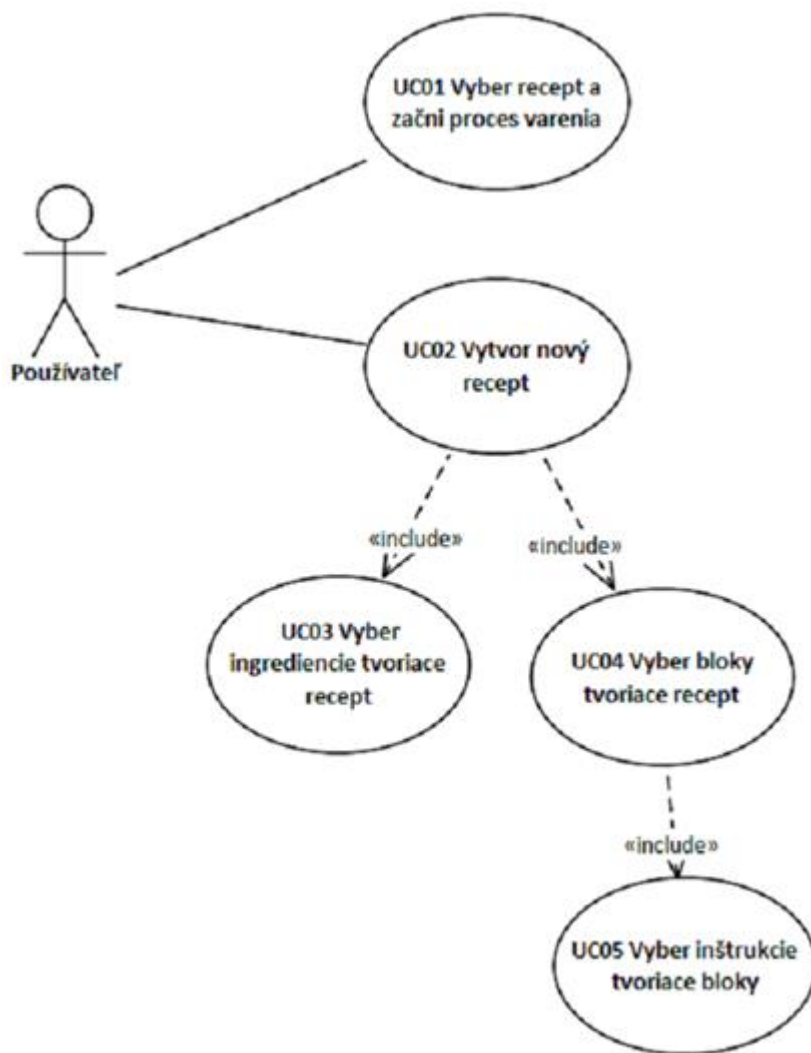 UC01 Vyber recept a
začni proces varenia
Používateľ
UC02 Vytvor nový
recept
«include»
«include»
UC03 Vyber
ingrediencie tvoriace
recept
UC04 Vyber bloky
tvoriace recept
«include»
UC05 Vyber inštrukcie
tvoriace bloky